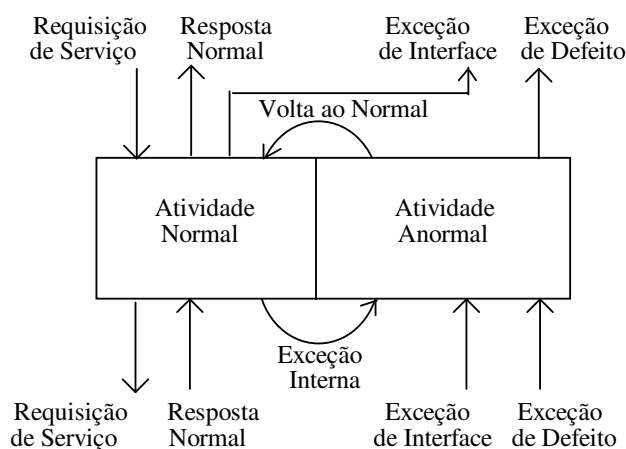 Requisição
de Serviço
Resposta
Normal
Exceção
de Interface
Exceção
de Defeito
Volta ao Normal
Atividade
Normal
Atividade
Anormal
Exceção
Interna
Requisição
de Serviço
Resposta
Normal
Exceção
de Interface
Exceção
de Defeito